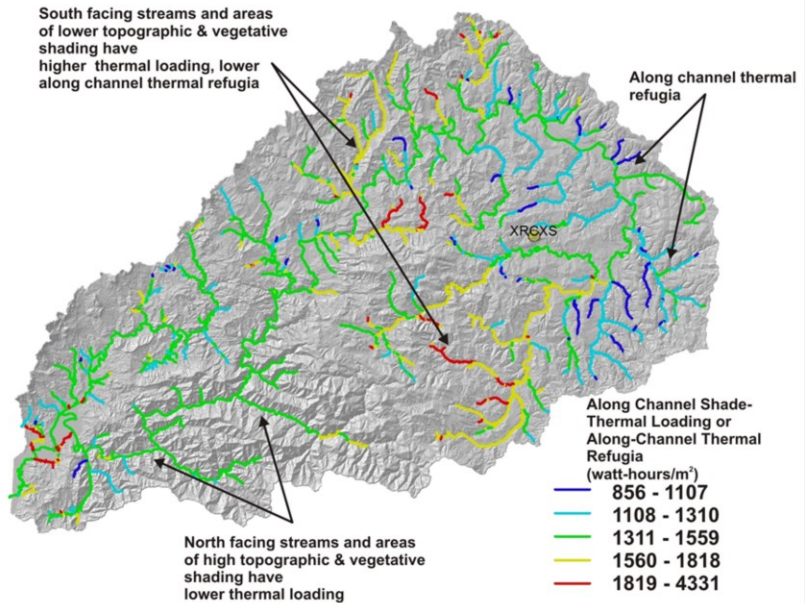 South facing streams and areas
of lower topographic & vegetative
shading have
higher  thermal loading, lower
along channel thermal refugia
Along channel thermal
refugia
XRCXS
Along Channel Shade-
Thermal Loading or
Along-Channel Thermal
Refugia
(watt-hours/m²)
856 - 1107
1108 - 1310
1311 - 1559
1560 - 1818
1819 - 4331
North facing streams and areas
of high topographic & vegetative
shading have
lower thermal loading